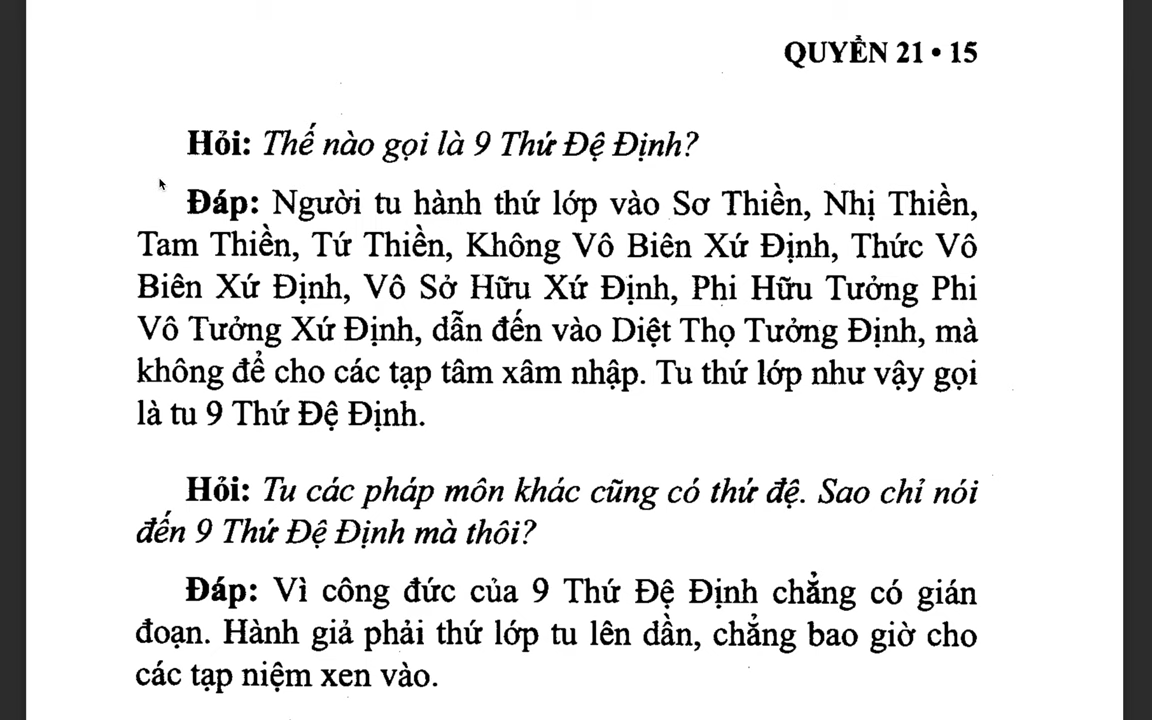 QUYỂN 21 • 15
Hỏi: Thế nào gọi là 9 Thứ Đệ Định?
Đáp: Người tu hành thứ lớp vào Sơ Thiền, Nhị Thiền,
Tam Thiền, Tứ Thiền, Không Vô Biên Xứ Định, Thức Vô
Biên Xứ Định, Vô Sở Hữu Xứ Định, Phi Hữu Tưởng Phi
Vô Tưởng Xứ Định, dẫn đến vào Diệt Thọ Tưởng Định, mà
không để cho các tạp tâm xâm nhập. Tu thứ lớp như vậy gọi
là tu 9 Thứ Đệ Định.
Hỏi: Tu các pháp môn khác cũng có thứ đệ. Sao chỉ nói
đến 9 Thứ Đệ Định mà thôi?
Đáp: Vì công đức của 9 Thứ Đệ Định chẳng có gián
đoạn. Hành giả phải thứ lớp tu lên dần, chẳng bao giờ cho
các tạp niệm xen vào.